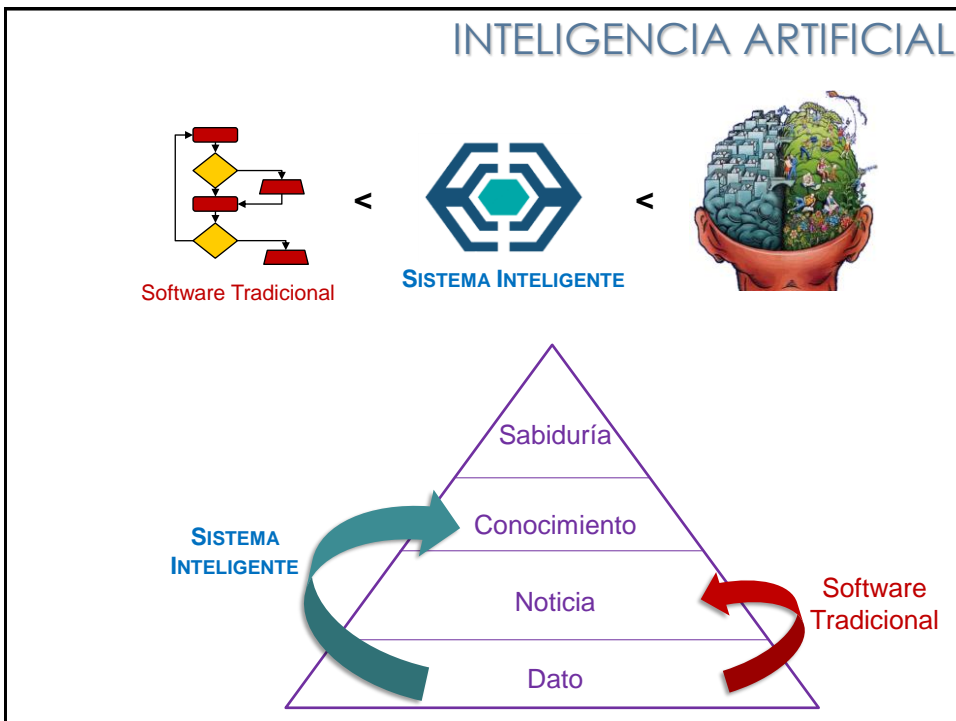 INTELIGENCIA ARTIFICIAL
<
<
Software Tradicional
SISTEMA INTELIGENTE
Sabiduría
Conocimiento
SISTEMA
INTELIGENTE
Noticia
Software
Tradicional
Dato